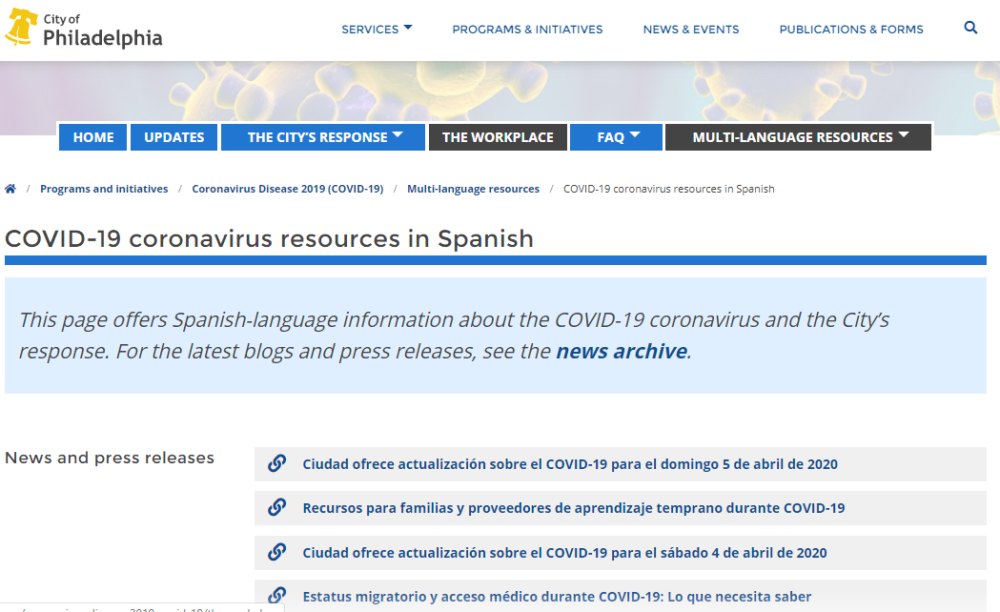 City of
Philadelphia
SERVICES
PROGRAMS & INITIATIVES
NEWS & EVENTS
PUBLICATIONS & FORMS
HOME
UPDATES
THE CITY'S RESPONSE
THE WORKPLACE
FAQ
MULTI-LANGUAGE RESOURCES
/ Programs and initiatives / Coronavirus Disease 2019 (COVID-19) / Multi-language resources / COVID-19 coronavirus resources in Spanish
COVID-19 coronavirus resources in Spanish
This page offers Spanish-language information about the COVID-19 coronavirus and the City's
response. For the latest blogs and press releases, see the news archive.
News and press releases
Ciudad ofrece actualización sobre el COVID-19 para el domingo 5 de abril de 2020
Recursos para familias y proveedores de aprendizaje temprano durante COVID-19
Ciudad ofrece actualización sobre el COVID-19 para el sábado 4 de abril de 2020
Estatus migratorio y acceso médico durante COVID-19: Lo que necesita saber